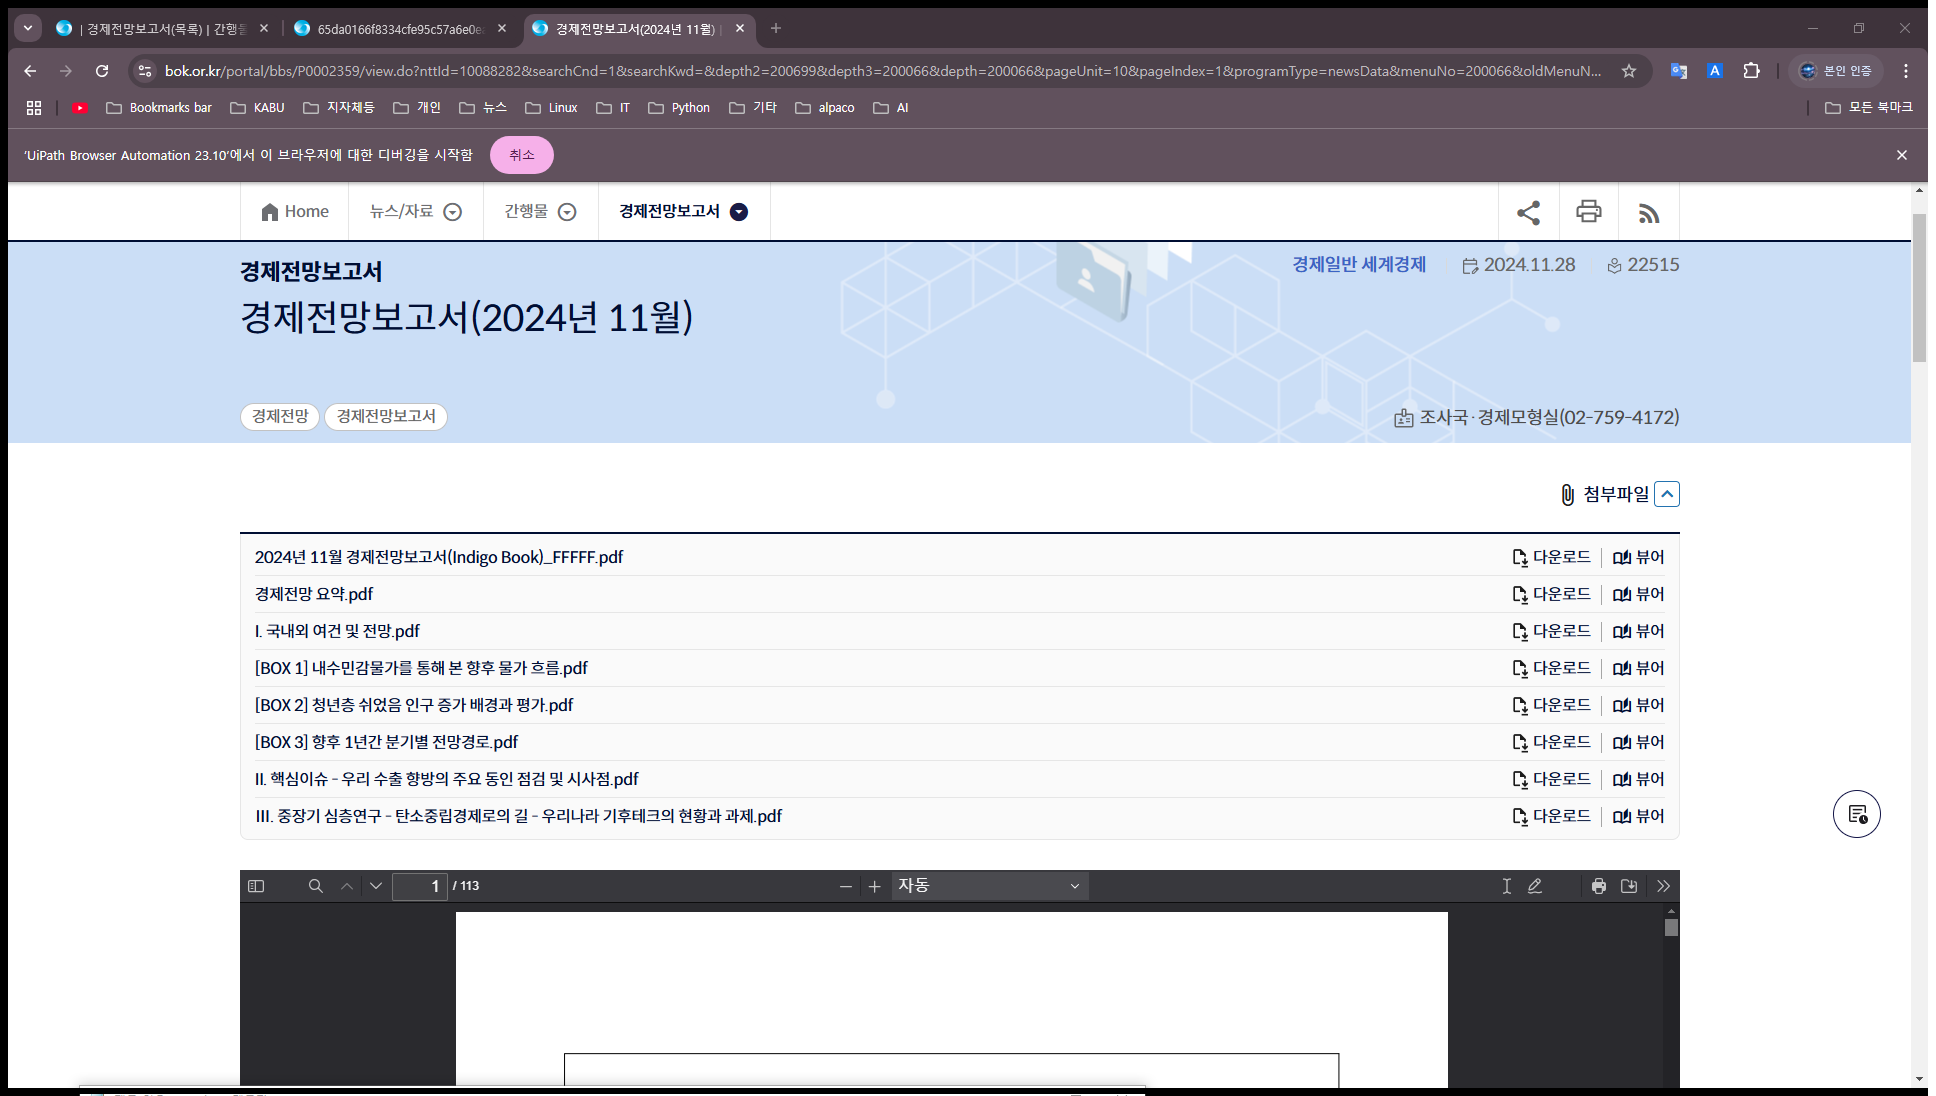 | 경제전망보고서(목록) | 간행물
65da0166f8334cfe95c57a6e0e
경제전망보고서(2024년 11월) |
bok.or.kr/portal/bbs/P0002359/view.do?nttId=10088282&searchCnd=1&searchKwd=&depth2=200699&depth3=200066&depth=200066&pageUnit=10&pageIndex=1&programType=newsData&menuNo=200066&oldMenuN...
A
본인 인증
Bookmarks bar
KABU
지자체등
개인
뉴스
Linux
IT
Python
기타
alpaco
AI
모든 북마크
'UiPath Browser Automation 23.10'에서 이 브라우저에 대한 디버깅을 시작함
취소
Home
뉴스/자료
간행물
경제전망보고서
경제전망보고서
경제일반 세계경제
2024.11.28
22515
경제전망보고서(2024년 11월)
경제전망
경제전망보고서
조사국·경제모형실(02-759-4172)
첨부파일
2024년 11월 경제전망보고서(Indigo Book)_FFFFF.pdf
다운로드
뷰어
경제전망 요약.pdf
다운로드
뷰어
I. 국내외 여건 및 전망.pdf
다운로드
뷰어
[BOX 1] 내수민감물가를 통해 본 향후 물가 흐름.pdf
다운로드
뷰어
[BOX 2] 청년층 쉬었음 인구 증가 배경과 평가.pdf
다운로드
뷰어
[BOX 3] 향후 1년간 분기별 전망경로.pdf
다운로드
뷰어
II. 핵심이슈 - 우리 수출 향방의 주요 동인 점검 및 시사점.pdf
다운로드
뷰어
III. 중장기 심층연구 - 탄소중립경제로의 길 - 우리나라 기후테크의 현황과 과제.pdf
다운로드
뷰어
1 / 113
자동